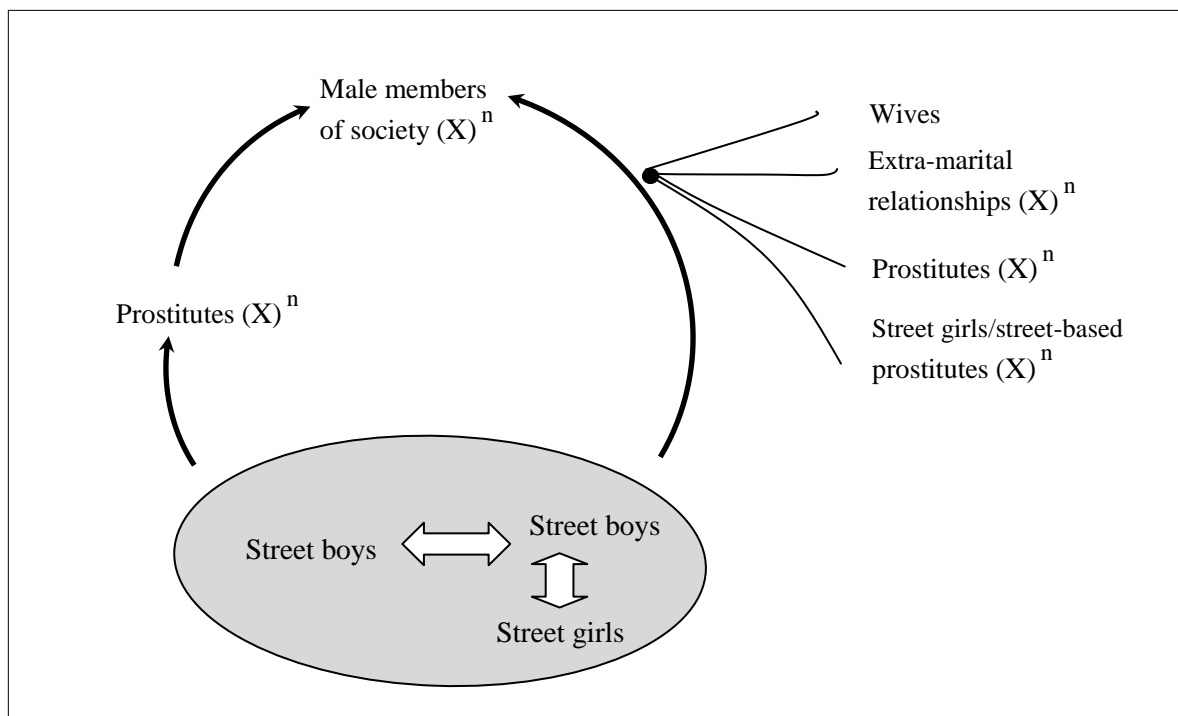 Male members
of society (X)ⁿ
Wives
Extra-marital
relationships (X)ⁿ
Prostitutes (X)ⁿ
Street girls/street-based
prostitutes (X)ⁿ
Prostitutes (X)ⁿ
Street boys
Street boys
Street girls